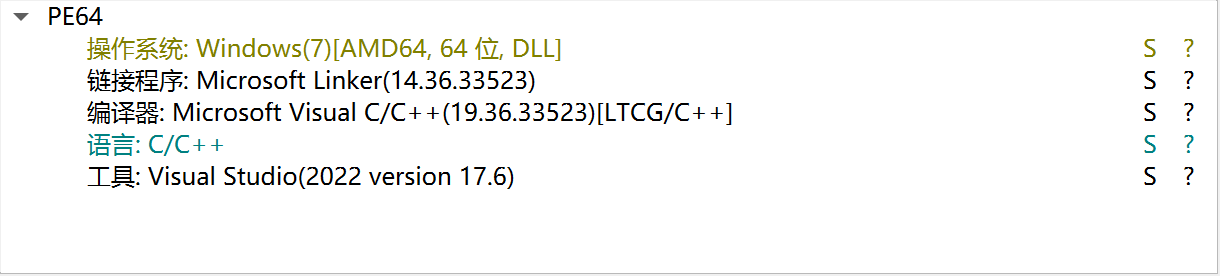 PE64
操作系统: Windows(7)[AMD64, 64 位, DLL] S ?
链接程序: Microsoft Linker(14.36.33523) S ?
编译器: Microsoft Visual C/C++(19.36.33523)[LTCG/C++] S ?
语言: C/C++ S ?
工具: Visual Studio(2022 version 17.6) S ?